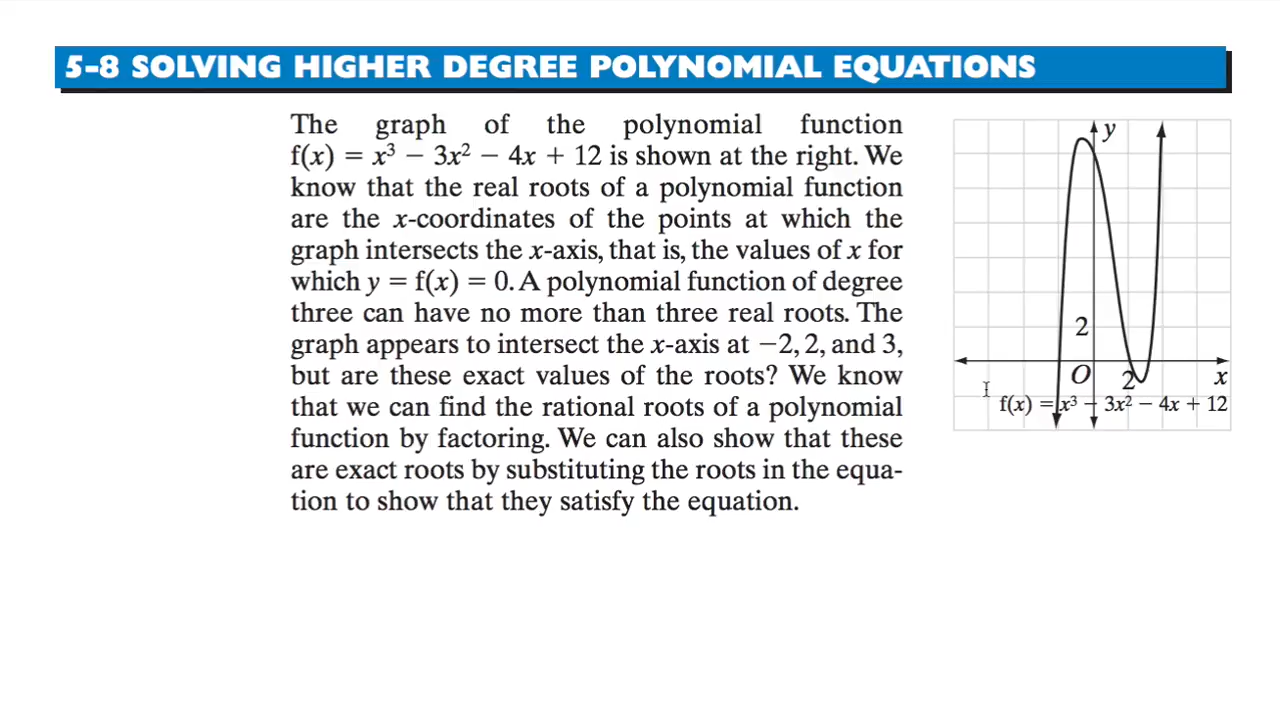 5-8 SOLVING HIGHER DEGREE POLYNOMIAL EQUATIONS
The graph of the polynomial function
f(x) = x³ − 3x² − 4x + 12 is shown at the right. We
know that the real roots of a polynomial function
are the x-coordinates of the points at which the
graph intersects the x-axis, that is, the values of x for
which y = f(x) = 0. A polynomial function of degree
three can have no more than three real roots. The
graph appears to intersect the x-axis at −2, 2, and 3,
but are these exact values of the roots? We know
that we can find the rational roots of a polynomial
function by factoring. We can also show that these
are exact roots by substituting the roots in the equa-
tion to show that they satisfy the equation.
y
2
O 2 x
f(x) = x³ − 3x² − 4x + 12